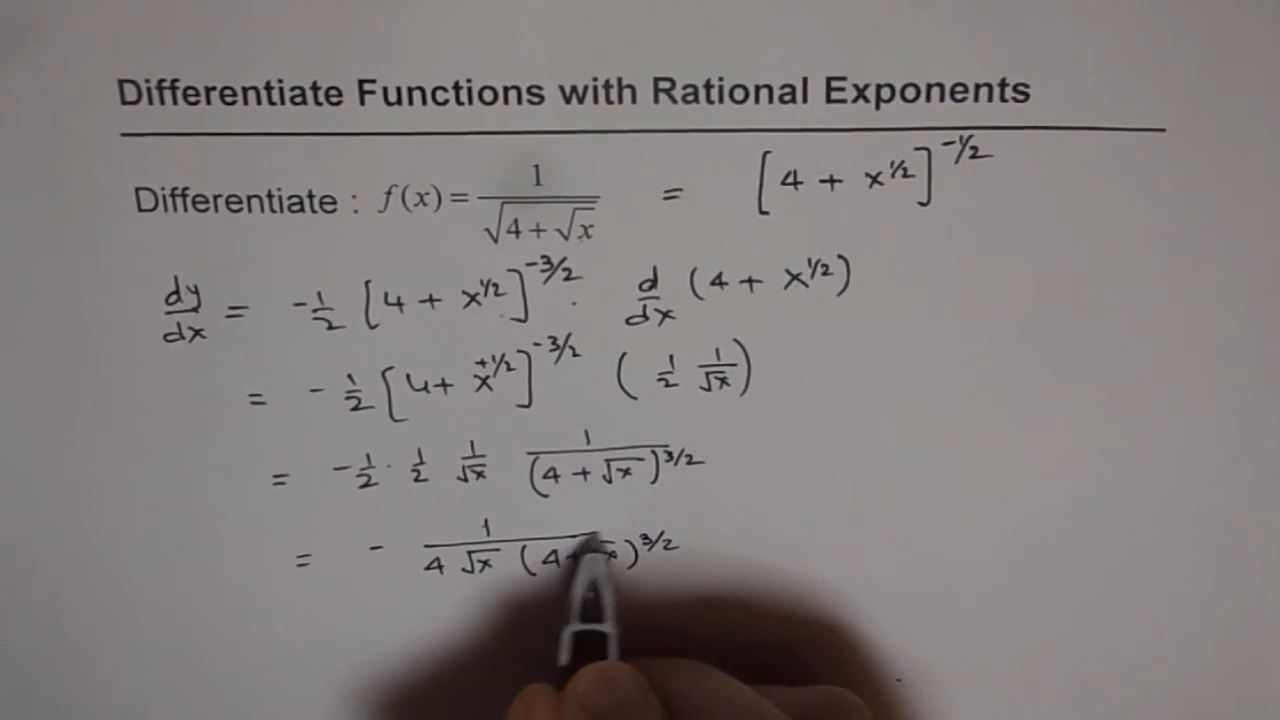 Differentiate Functions with Rational Exponents
Differentiate : f(x) = 1/√(4 + √x) = [4 + x^1/2]^-1/2
dy/dx = -1/2 [4 + x^1/2]^-3/2 . d/dx (4 + x^1/2)
= -1/2 [4 + x^+1/2]^-3/2 (1/2 1/√x)
= -1/2 · 1/2 1/√x 1/(4 + √x)^3/2
= - 1/4 √x (4 + )^3/2